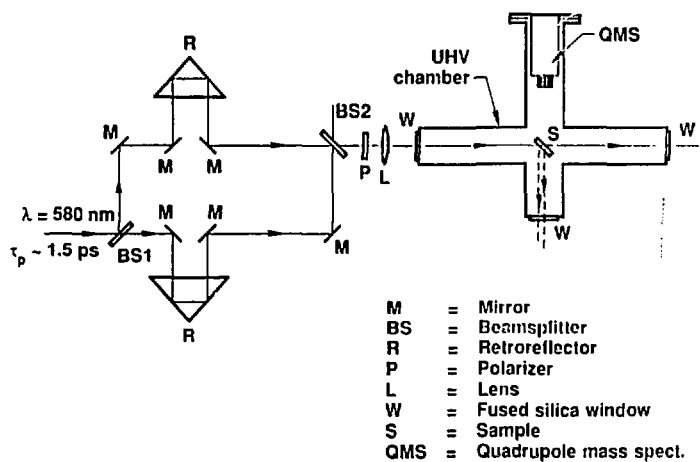 R
QMS
UHV
chamber
BS2
W
S
W
M
M
M
P
L
λ = 580 nm
M
M
τp ~ 1.5 ps
BS1
M
W
R
M = Mirror
BS = Beamsplitter
R = Retroreflector
P = Polarizer
L = Lens
W = Fused silica window
S = Sample
QMS = Quadrupole mass spect.